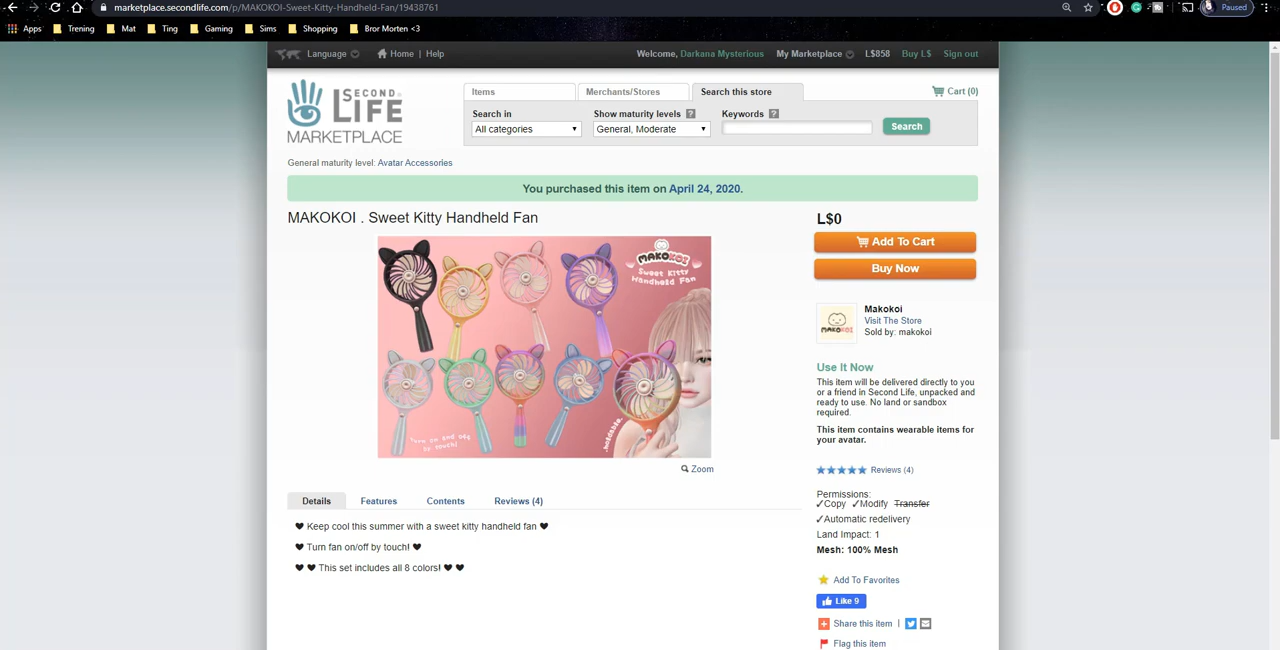 marketplace.secondlife.com/p/MAKOKOI-Sweet-Kitty-Handheld-Fan/19438761
Paused
Apps Trening Mat Ting Gaming Sims Shopping Bror Morten <3
Language Home | Help Welcome, Darkana Mysterious My Marketplace L$858 Buy L$ Sign out
SECOND LIFE MARKETPLACE
Items Merchants/Stores Search this store Cart (0)
Search in Show maturity levels ? Keywords ?
All categories General, Moderate Search
General maturity level: Avatar Accessories
You purchased this item on April 24, 2020.
MAKOKOI . Sweet Kitty Handheld Fan
MAKOKOI
Sweet Kitty
Handheld Fan
turn on and off
by touch!
.holdable.
Zoom
L$0
Add To Cart
Buy Now
MAKOKOI
Makokoi
Visit The Store
Sold by: makokoi
Use It Now
This item will be delivered directly to you
or a friend in Second Life, unpacked and
ready to use. No land or sandbox
required.
This item contains wearable items for
your avatar.
★★★★★ Reviews (4)
Permissions:
✓Copy ✓Modify Transfer
✓Automatic redelivery
Land Impact: 1
Mesh: 100% Mesh
Add To Favorites
Like 9
Share this item |
Flag this item
Details Features Contents Reviews (4)
♥ Keep cool this summer with a sweet kitty handheld fan ♥
♥ Turn fan on/off by touch! ♥
♥ ♥ This set includes all 8 colors! ♥ ♥